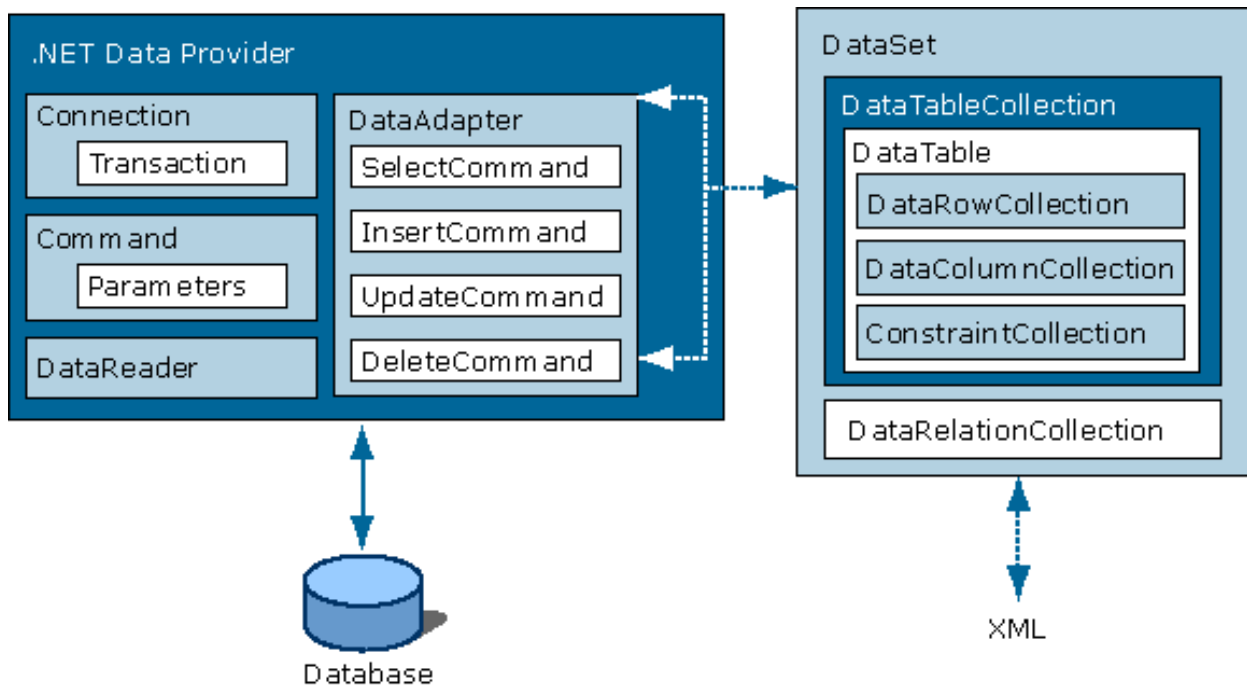 .NET Data Provider
Connection
Transaction
Command
Parameters
DataReader
DataAdapter
SelectCommand
InsertCommand
UpdateCommand
DeleteCommand
DataSet
DataTableCollection
DataTable
DataRowCollection
DataColumnCollection
ConstraintCollection
DataRelationCollection
Database
XML